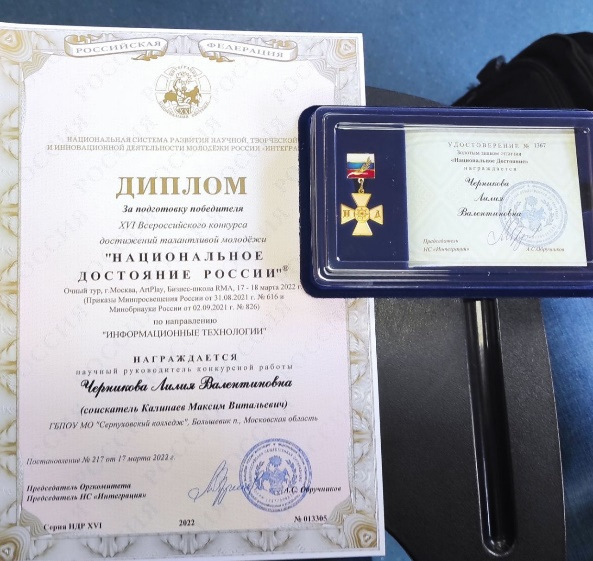 РОССИЙСКАЯ ФЕДЕРАЦИЯ
НАЦИОНАЛЬНАЯ СИСТЕМА РАЗВИТИЯ НАУЧНОЙ, ТВОРЧЕСКОЙ
И ИННОВАЦИОННОЙ ДЕЯТЕЛЬНОСТИ МОЛОДЕЖИ РОССИИ «ИНТЕГРА
ДИПЛОМ
За подготовку победителя
XVI Всероссийского конкурса
достижений талантливой молодёжи
"НАЦИОНАЛЬНОЕ
ДОСТОЯНИЕ РОССИИ"®
Очный тур, г.Москва, ArtPlay, Бизнес-школа RMA, 17 - 18 марта 2022 г.
(Приказы Минпросвещения России от 31.08.2021 г. № 616 и
Минобрнауки России от 02.09.2021 г. № 826)
по направлению
"ИНФОРМАЦИОННЫЕ ТЕХНОЛОГИИ"
НАГРАЖДАЕТСЯ
научный руководитель конкурсной работы
Черникова Лилия Валентиновна
(соискатель Калинаев Максим Витальевич)
ГБПОУ МО "Серпуховский колледж", Большевик п., Московская область
Постановление № 217 от 17 марта 2022 г.
Председатель Оргкомитета
Председатель НС «Интеграция»
А.С. Обручников
Серия НДР XVI
2022
№ 013305
УДОСТОВЕРЕНИЕ № 1367
Золотым знаком отличия
«Национальное Достояние»
награждается
Черникова
Лилия
Валентиновна
Председатель
НС «Интеграция»
А.С.Обручников
Н Д